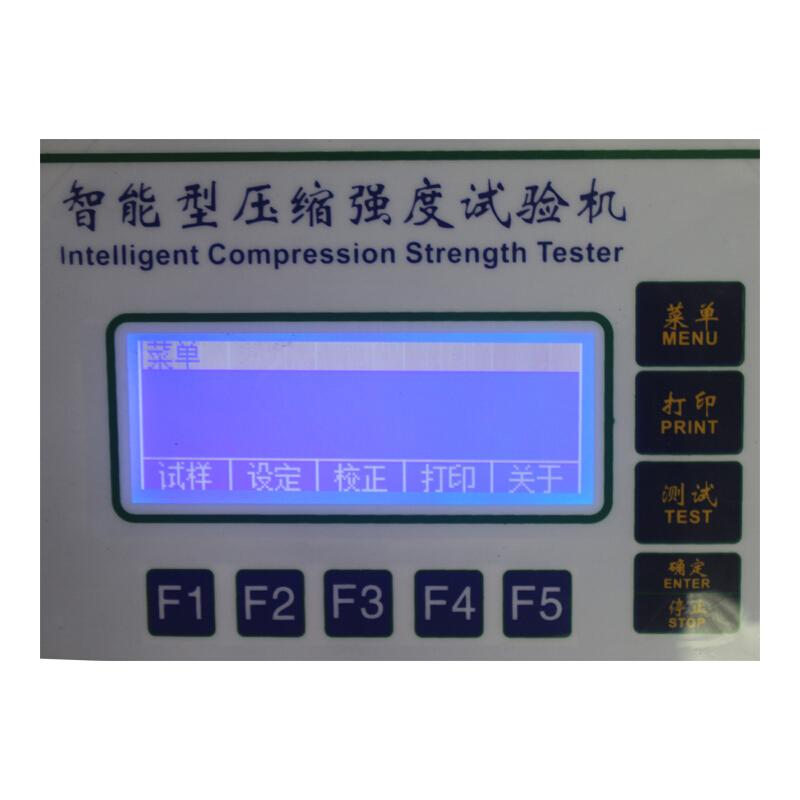 智能型压缩强度试验机
Intelligent Compression Strength Tester
菜单
试样 设定 校正 打印 关于
F1 F2 F3 F4 F5
菜单
MENU
打印
PRINT
测试
TEST
确定
ENTER
停止
STOP